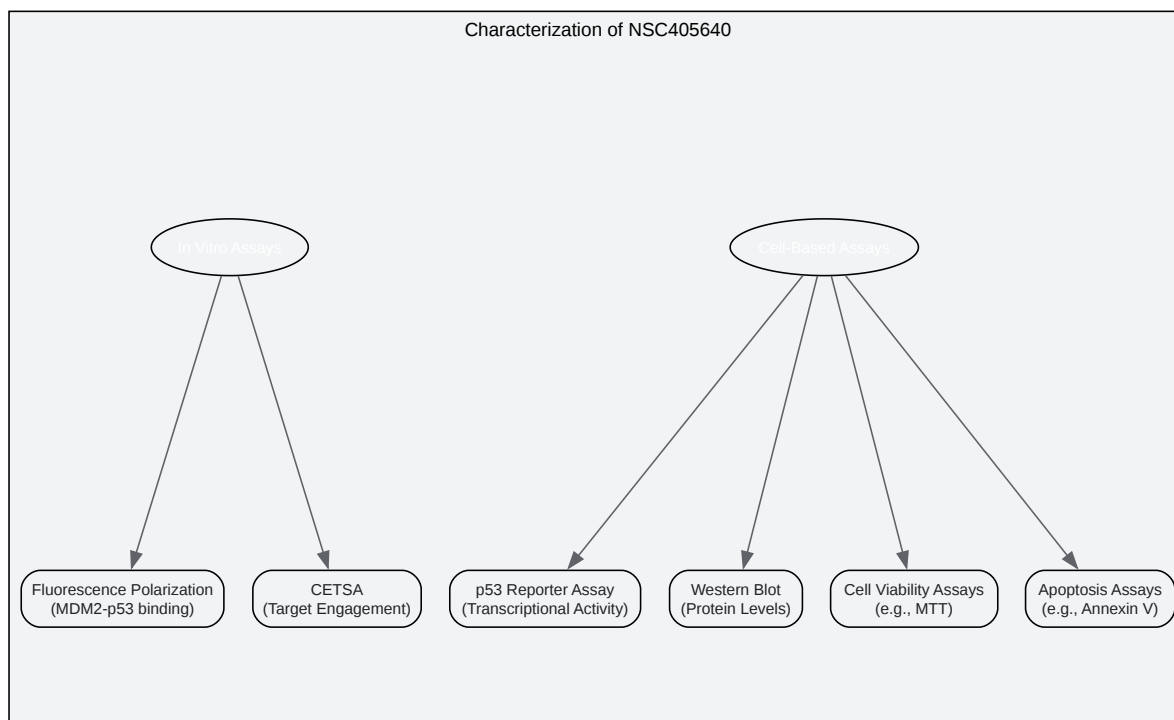 Characterization of NSC405640
In Vitro Assays
Cell-Based Assays
Fluorescence Polarization
(MDM2-p53 binding)
CETSA
(Target Engagement)
p53 Reporter Assay
(Transcriptional Activity)
Western Blot
(Protein Levels)
Cell Viability Assays
(e.g., MTT)
Apoptosis Assays
(e.g., Annexin V)